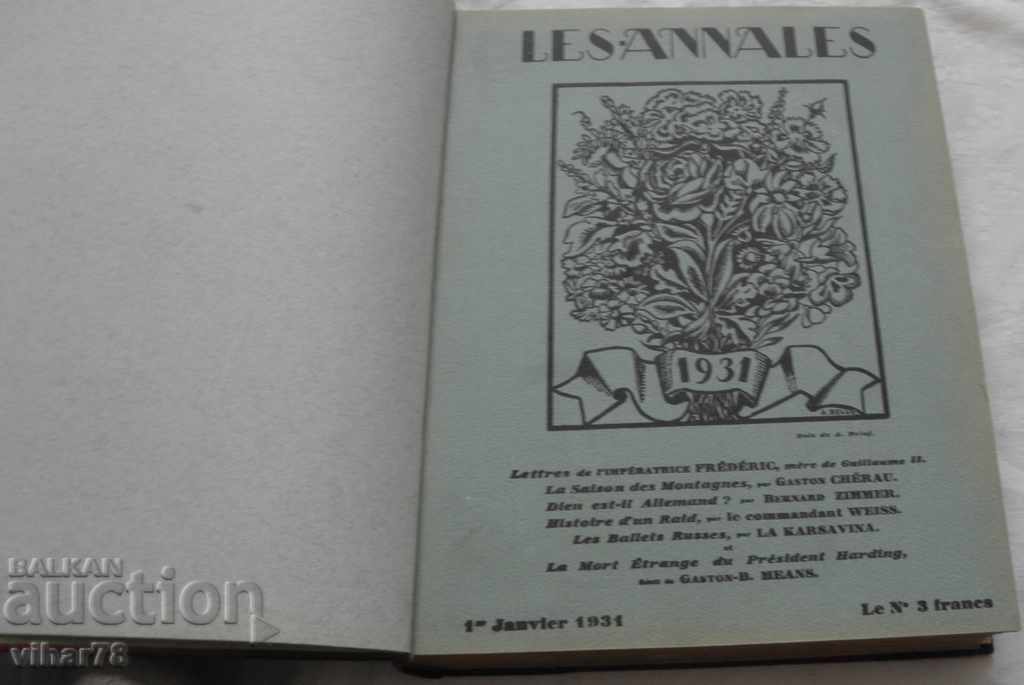 LES·ANNALES
1931
Bois de A.
Lettres de L'IMPÉRATRICE FRÉDÉRIC, mère de Guillaume II.
La Saison des Montagnes, par GASTON CHÉRAU.
Dieu est-il Allemand ? par BERNARD ZIMMER.
Histoire d'un Raid, par le commandant WEISS.
Les Ballets Russes, par LA KARSAVINA.
et
La Mort Étrange du Président Harding,
GASTON-B. MEANS.
1er Janvier 1931
Le N° 3 francs
BALKAN
auction
vihar78